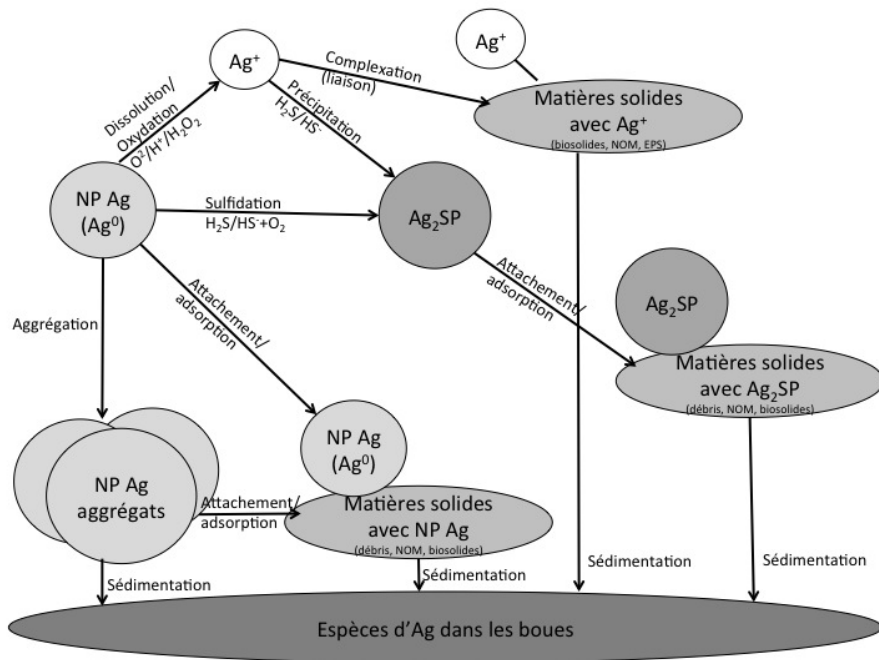 Ag⁺
Ag⁺
Complexation
(liaison)
Dissolution/
Oxydation
O²/H⁺/H₂O₂
Précipitation
H₂S/HS⁻
Matières solides
avec Ag⁺
(biosolides, NOM, EPS)
NP Ag
(Ag⁰)
Sulfidation
H₂S/HS⁻+O₂
Ag₂SP
Attachement/
adsorption
Ag₂SP
Aggrégation
Attachement/
adsorption
Matières solides
avec Ag₂SP
(débris, NOM, biosolides)
NP Ag
(Ag⁰)
NP Ag
aggrégats
Attachement/
adsorption
Matières solides
avec NP Ag
(débris, NOM, biosolides)
Sédimentation
Sédimentation
Sédimentation
Sédimentation
Espèces d'Ag dans les boues